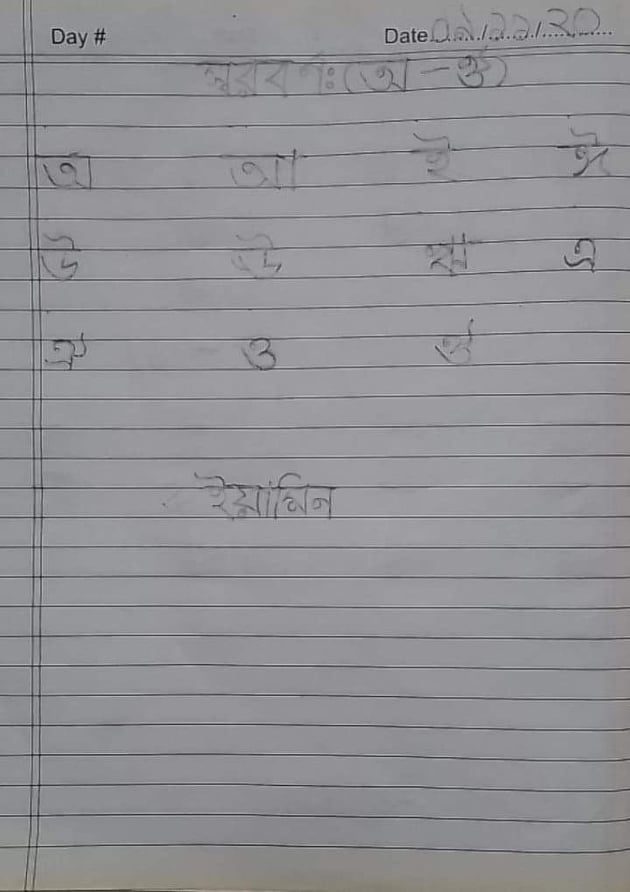 Day #
Date ০৯/১১/২০
স্বরবর্ণঃ (অ – ঔ)
অ আ ই ঈ
উ ঊ ঋ এ
ঐ ও ঔ
ইয়ামিন